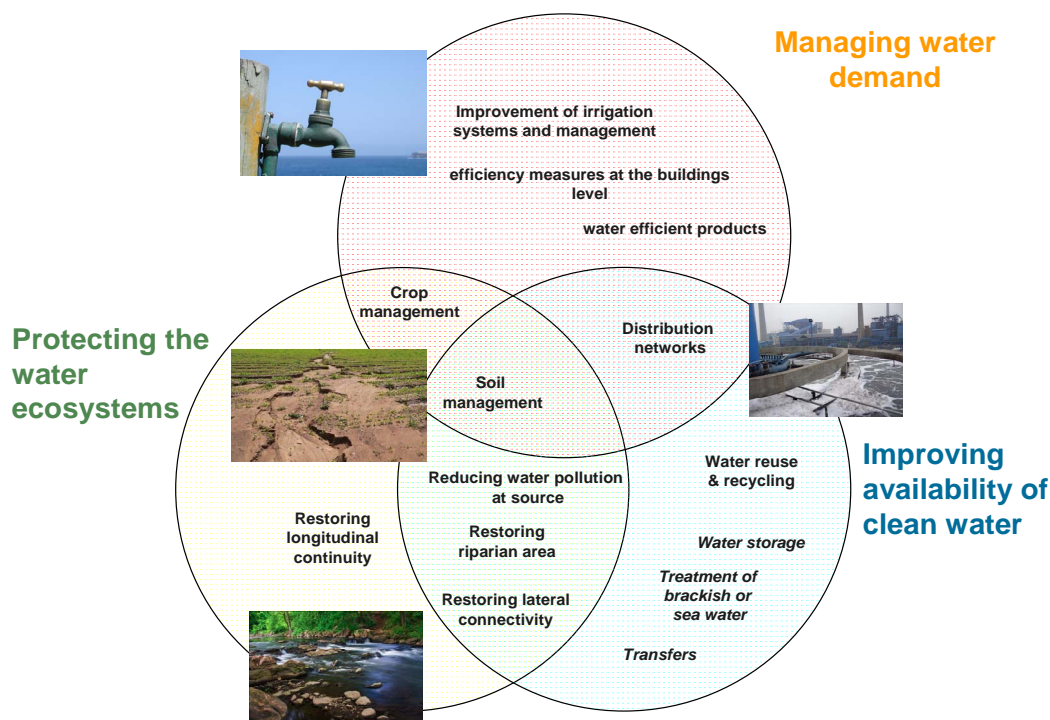 Managing water
demand
Improvement of irrigation
systems and management
efficiency measures at the buildings
level
water efficient products
Crop
management
Distribution
networks
Protecting the
water
ecosystems
Soil
management
Improving
availability of
clean water
Water reuse
& recycling
Reducing water pollution
at source
Restoring
longitudinal
continuity
Restoring
riparian area
Water storage
Treatment of
brackish or
sea water
Restoring lateral
connectivity
Transfers